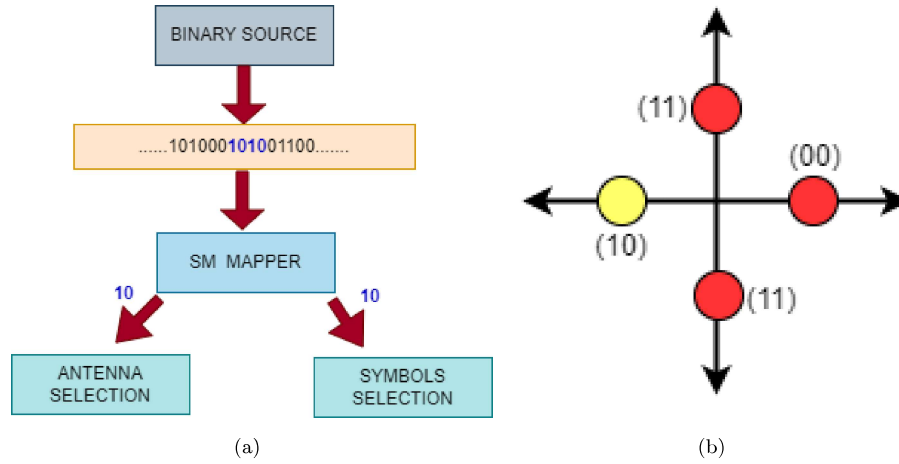 BINARY SOURCE
......101000101001100.......
SM MAPPER
10
10
ANTENNA
SELECTION
SYMBOLS
SELECTION
(a)
(11)
(00)
(10)
(11)
(b)